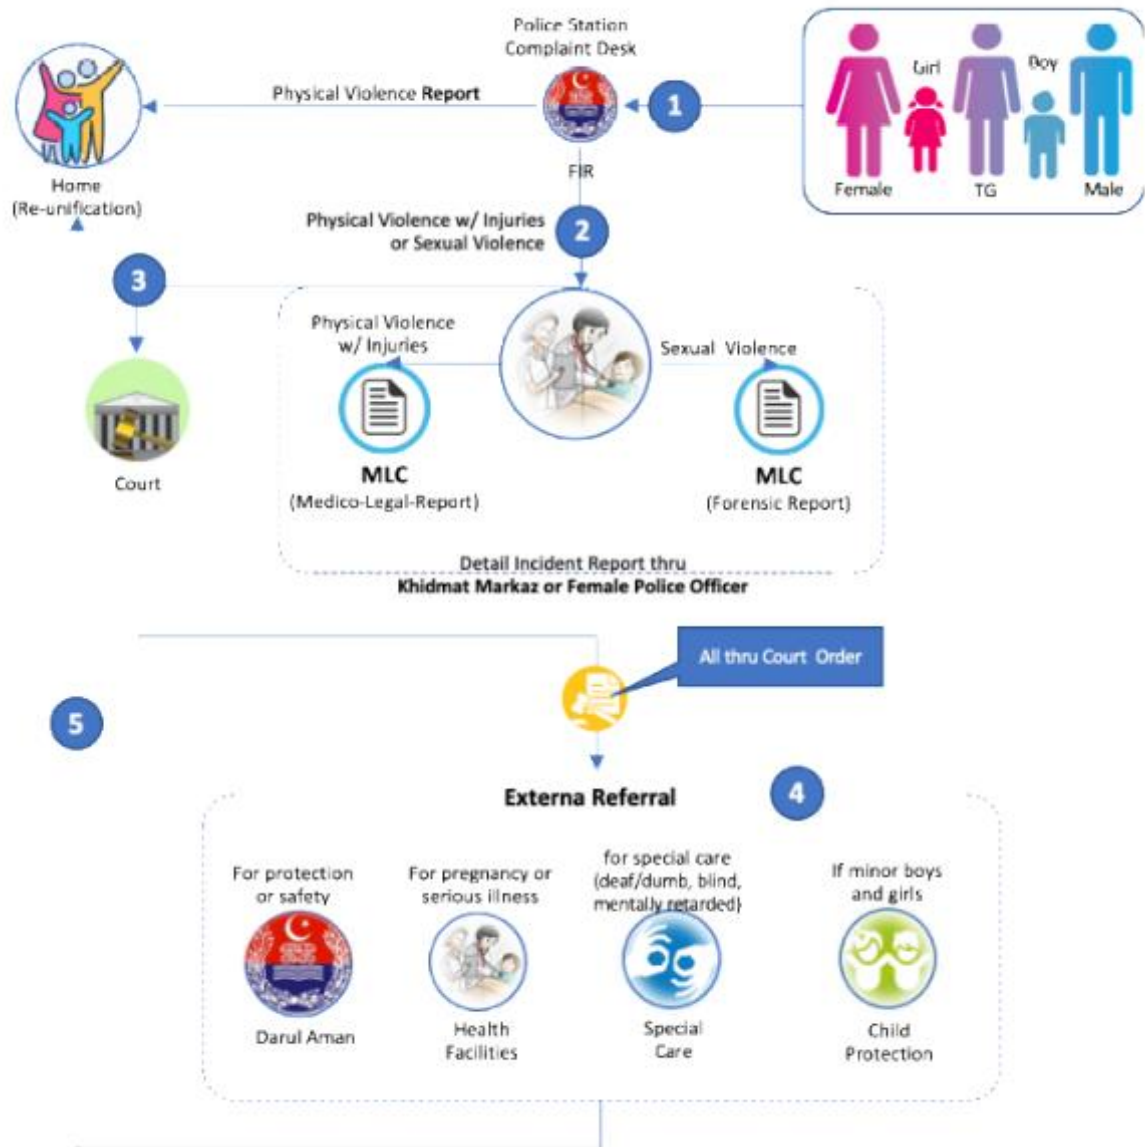 Police Station
Complaint Desk
Physical Violence Report
1
Girl
Boy
Female
TG
Male
FIR
Home
(Re-unification)
Physical Violence w/ Injuries
or Sexual Violence
2
3
Physical Violence
w/ Injuries
Sexual Violence
Court
MLC
(Medico-Legal-Report)
MLC
(Forensic Report)
Detail Incident Report thru
Khidmat Markaz or Female Police Officer
All thru Court Order
5
Externa Referral
4
For protection
or safety
For pregnancy or
serious illness
for special care
(deaf/dumb, blind,
mentally retarded)
If minor boys
and girls
Darul Aman
Health
Facilities
Special
Care
Child
Protection